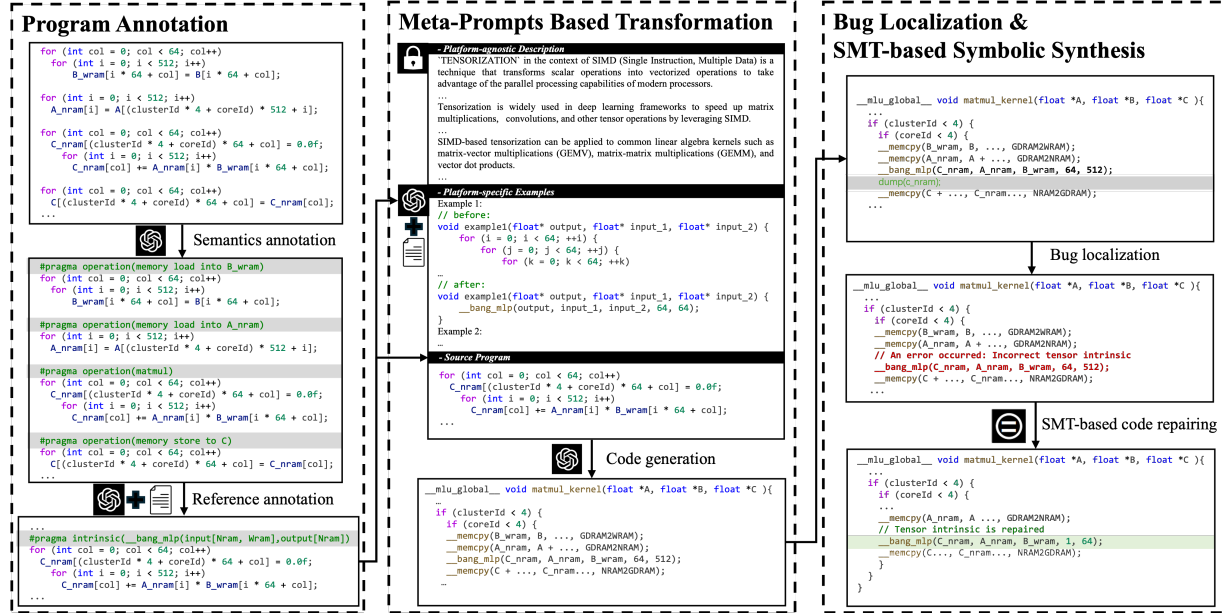 Program Annotation
for (int col = 0; col < 64; col++)
for (int i = 0; i < 512; i++)
B_wram[i * 64 + col] = B[i * 64 + col];
for (int i = 0; i < 512; i++)
A_nram[i] = A[(clusterId * 4 + coreId) * 512 + i];
for (int col = 0; col < 64; col++)
C_nram[(clusterId * 4 + coreId) * 64 + col] = 0.0f;
for (int i = 0; i < 512; i++)
C_nram[col] += A_nram[i] * B_wram[i * 64 + col];
for (int col = 0; col < 64; col++)
C[(clusterId * 4 + coreId) * 64 + col] = C_nram[col];
...
Semantics annotation
#pragma operation(memory load into B_wram)
for (int col = 0; col < 64; col++)
for (int i = 0; i < 512; i++)
B_wram[i * 64 + col] = B[i * 64 + col];
#pragma operation(memory load into A_nram)
for (int i = 0; i < 512; i++)
A_nram[i] = A[(clusterId * 4 + coreId) * 512 + i];
#pragma operation(matmul)
for (int col = 0; col < 64; col++)
C_nram[(clusterId * 4 + coreId) * 64 + col] = 0.0f;
for (int i = 0; i < 512; i++)
C_nram[col] += A_nram[i] * B_wram[i * 64 + col];
#pragma operation(memory store to C)
for (int col = 0; col < 64; col++)
C[(clusterId * 4 + coreId) * 64 + col] = C_nram[col];
...
Reference annotation
...
#pragma intrinsic(__bang_mlp(input[Nram, Wram],output[Nram])
for (int col = 0; col < 64; col++)
C_nram[(clusterId * 4 + coreId) * 64 + col] = 0.0f;
for (int i = 0; i < 512; i++)
C_nram[col] += A_nram[i] * B_wram[i * 64 + col];
...
Meta-Prompts Based Transformation
- Platform-agnostic Description
`TENSORIZATION` in the context of SIMD (Single Instruction, Multiple Data) is a
technique that transforms scalar operations into vectorized operations to take
advantage of the parallel processing capabilities of modern processors.
...
Tensorization is widely used in deep learning frameworks to speed up matrix
multiplications, convolutions, and other tensor operations by leveraging SIMD.
...
SIMD-based tensorization can be applied to common linear algebra kernels such as
matrix-vector multiplications (GEMV), matrix-matrix multiplications (GEMM), and
vector dot products.
...
- Platform-specific Examples
Example 1:
// before:
void example1(float* output, float* input_1, float* input_2) {
for (i = 0; i < 64; ++i) {
for (j = 0; j < 64; ++j) {
for (k = 0; k < 64; ++k)
…
// after:
void example1(float* output, float* input_1, float* input_2) {
__bang_mlp(output, input_1, input_2, 64, 64);
}
Example 2:
…
- Source Program
for (int col = 0; col < 64; col++)
C_nram[(clusterId * 4 + coreId) * 64 + col] = 0.0f;
for (int i = 0; i < 512; i++)
C_nram[col] += A_nram[i] * B_wram[i * 64 + col];
...
Code generation
__mlu_global__ void matmul_kernel(float *A, float *B, float *C ){
…
if (clusterId < 4) {
if (coreId < 4) {
__memcpy(B_wram, B, ..., GDRAM2WRAM);
__memcpy(A_nram, A + ..., GDRAM2NRAM);
__bang_mlp(C_nram, A_nram, B_wram, 64, 512);
__memcpy(C + ..., C_nram..., NRAM2GDRAM);
…
Bug Localization &
SMT-based Symbolic Synthesis
__mlu_global__ void matmul_kernel(float *A, float *B, float *C ){
...
if (clusterId < 4) {
if (coreId < 4) {
__memcpy(B_wram, B, ..., GDRAM2WRAM);
__memcpy(A_nram, A + ..., GDRAM2NRAM);
__bang_mlp(C_nram, A_nram, B_wram, 64, 512);
dump(c_nram);
__memcpy(C + ..., C_nram..., NRAM2GDRAM);
...
Bug localization
__mlu_global__ void matmul_kernel(float *A, float *B, float *C ){
...
if (clusterId < 4) {
if (coreId < 4) {
__memcpy(B_wram, B, ..., GDRAM2WRAM);
__memcpy(A_nram, A + ..., GDRAM2NRAM);
// An error occurred: Incorrect tensor intrinsic
__bang_mlp(C_nram, A_nram, B_wram, 64, 512);
__memcpy(C + ..., C_nram..., NRAM2GDRAM);
...
SMT-based code repairing
__mlu_global__ void matmul_kernel(float *A, float *B, float *C ){
...
if (clusterId < 4) {
if (coreId < 4) {
...
__memcpy(A_nram, A ..., GDRAM2NRAM);
// Tensor intrinsic is repaired
__bang_mlp(C_nram, A_nram, B_wram, 1, 64);
__memcpy(C..., C_nram..., NRAM2GDRAM);
}
}
}